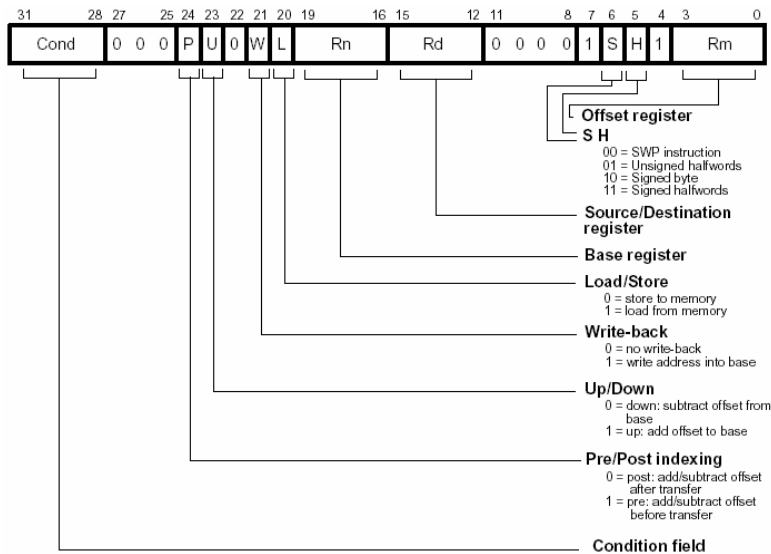 31 28 27 25 24 23 22 21 20 19 16 15 12 11 8 7 6 5 4 3 0
Cond 0 0 0 P U 0 W L Rn Rd 0 0 0 0 1 S H 1 Rm
Offset register
S H
00 = SWP instruction
01 = Unsigned halfwords
10 = Signed byte
11 = Signed halfwords
Source/Destination
register
Base register
Load/Store
0 = store to memory
1 = load from memory
Write-back
0 = no write-back
1 = write address into base
Up/Down
0 = down: subtract offset from
base
1 = up: add offset to base
Pre/Post indexing
0 = post: add/subtract offset
after transfer
1 = pre: add/subtract offset
before transfer
Condition field